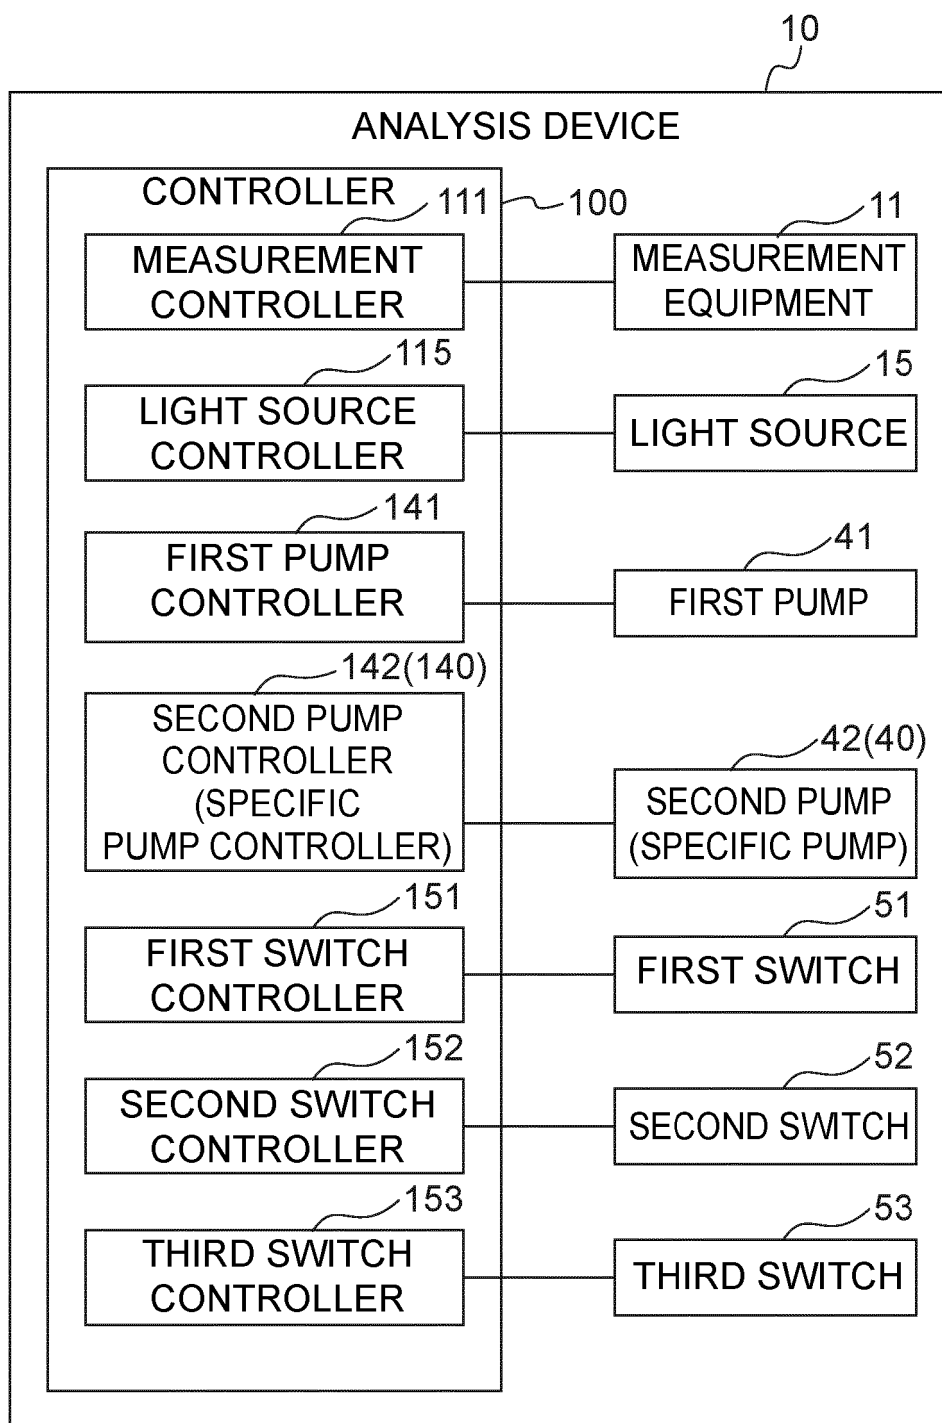 10
ANALYSIS DEVICE
CONTROLLER
100
111
MEASUREMENT
CONTROLLER
11
MEASUREMENT
EQUIPMENT
115
LIGHT SOURCE
CONTROLLER
15
LIGHT SOURCE
141
FIRST PUMP
CONTROLLER
41
FIRST PUMP
142(140)
SECOND PUMP
CONTROLLER
(SPECIFIC
PUMP CONTROLLER)
42(40)
SECOND PUMP
(SPECIFIC PUMP)
151
FIRST SWITCH
CONTROLLER
51
FIRST SWITCH
152
SECOND SWITCH
CONTROLLER
52
SECOND SWITCH
153
THIRD SWITCH
CONTROLLER
53
THIRD SWITCH